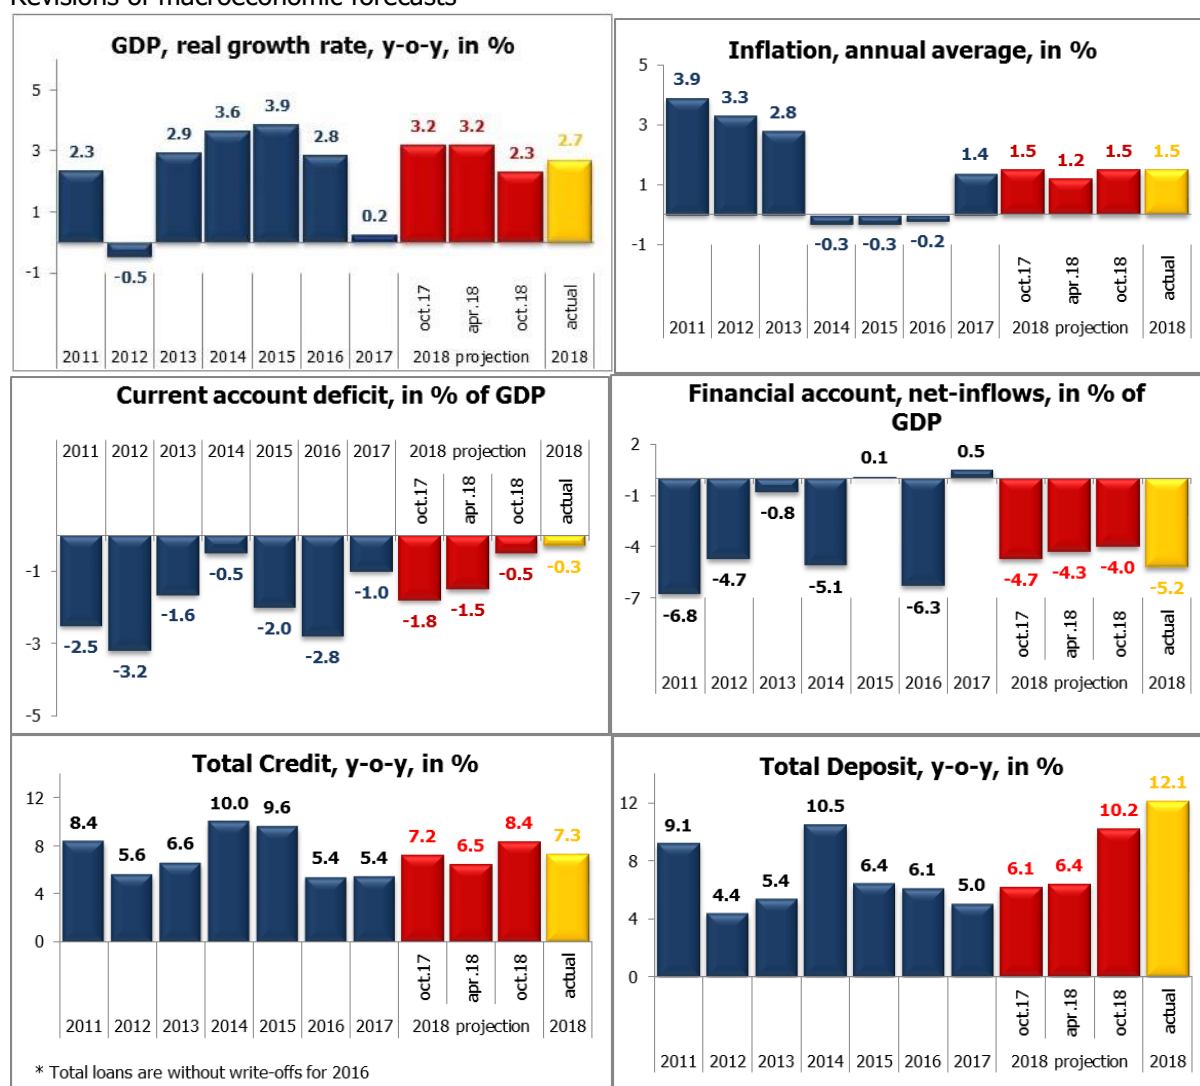 Revisions of macroeconomic forecasts
GDP, real growth rate, y-o-y, in %
5
3
1
-1
2.3
-0.5
2.9
3.6
3.9
2.8
0.2
3.2
3.2
2.3
2.7
oct.17
apr.18
oct.18
actual
2011 2012 2013 2014 2015 2016 2017 2018 projection 2018
Inflation, annual average, in %
5
3
1
-1
3.9
3.3
2.8
-0.3
-0.3
-0.2
1.4
1.5
1.2
1.5
1.5
oct.17
apr.18
oct.18
actual
2011 2012 2013 2014 2015 2016 2017 2018 projection 2018
Current account deficit, in % of GDP
2011 2012 2013 2014 2015 2016 2017 2018 projection 2018
oct.17
apr.18
oct.18
actual
-1
-3
-5
-2.5
-3.2
-1.6
-0.5
-2.0
-2.8
-1.0
-1.8
-1.5
-0.5
-0.3
Financial account, net-inflows, in % of
GDP
2
-1
-4
-7
-6.8
-4.7
-0.8
-5.1
0.1
-6.3
0.5
-4.7
-4.3
-4.0
-5.2
oct.17
apr.18
oct.18
actual
2011 2012 2013 2014 2015 2016 2017 2018 projection 2018
Total Credit, y-o-y, in %
12
8
4
0
8.4
5.6
6.6
10.0
9.6
5.4
5.4
7.2
6.5
8.4
7.3
oct.17
apr.18
oct.18
actual
2011 2012 2013 2014 2015 2016 2017 2018 projection 2018
* Total loans are without write-offs for 2016
Total Deposit, y-o-y, in %
12
8
4
0
9.1
4.4
5.4
10.5
6.4
6.1
5.0
6.1
6.4
10.2
12.1
oct.17
apr.18
oct.18
actual
2011 2012 2013 2014 2015 2016 2017 2018 projection 2018